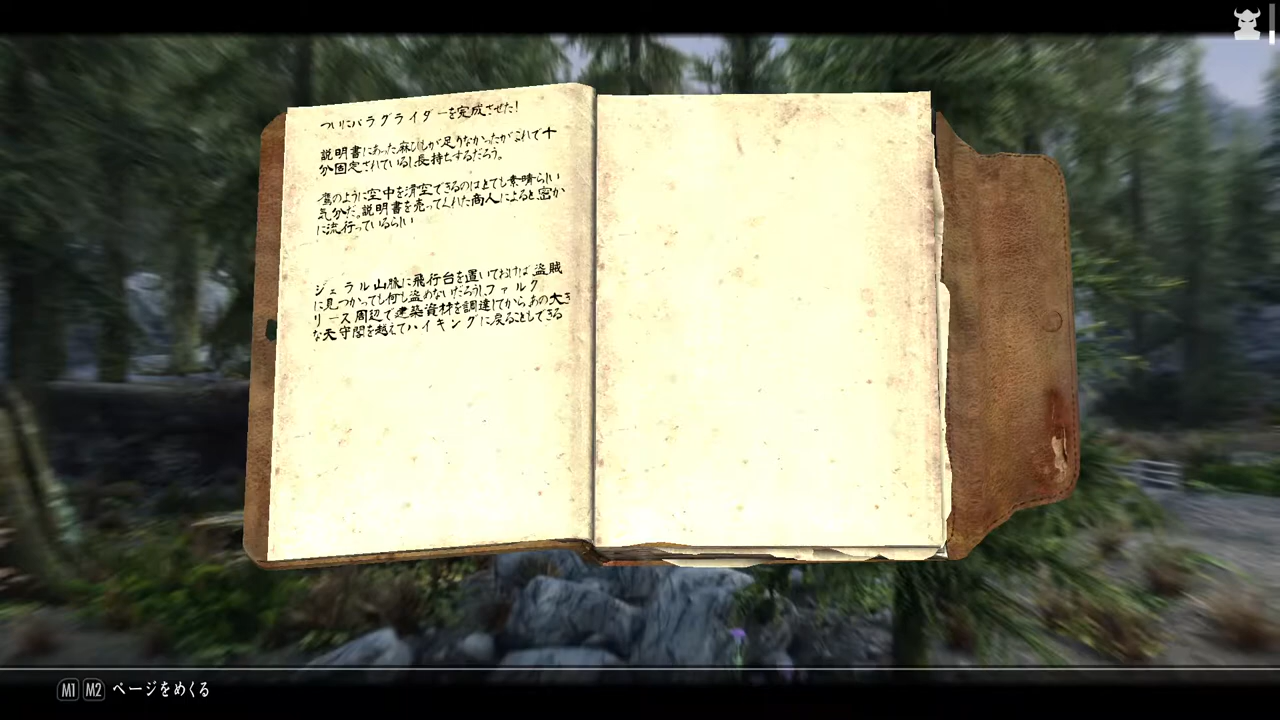 ついにパラグライダーを完成させた!
説明書にあった麻ひもが足りなかったがこれで十
分固定されているし長持ちするだろう。
鷹のように空中を滑空できるのはとても素晴らしい
気分だ。説明書を売ってくれた商人によると密か
に流行っているらしい
ジェラル山脈に飛行台を置いておけば盗賊
に見つかっても何も盗めないだろうし、ファルク
リース周辺で建築資材を調達してから、あの大き
な天守閣を越えてハイキングに戻ることもできる
M1 M2 ページをめくる